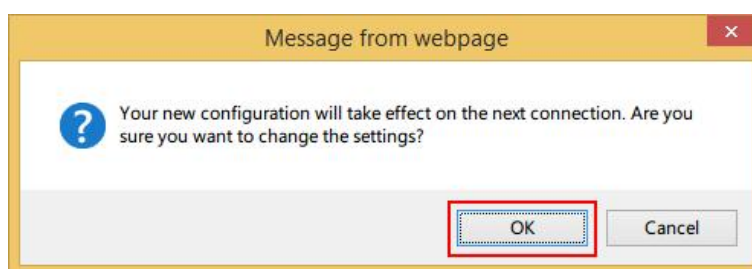 Message from webpage
Your new configuration will take effect on the next connection. Are you
sure you want to change the settings?
OK
Cancel